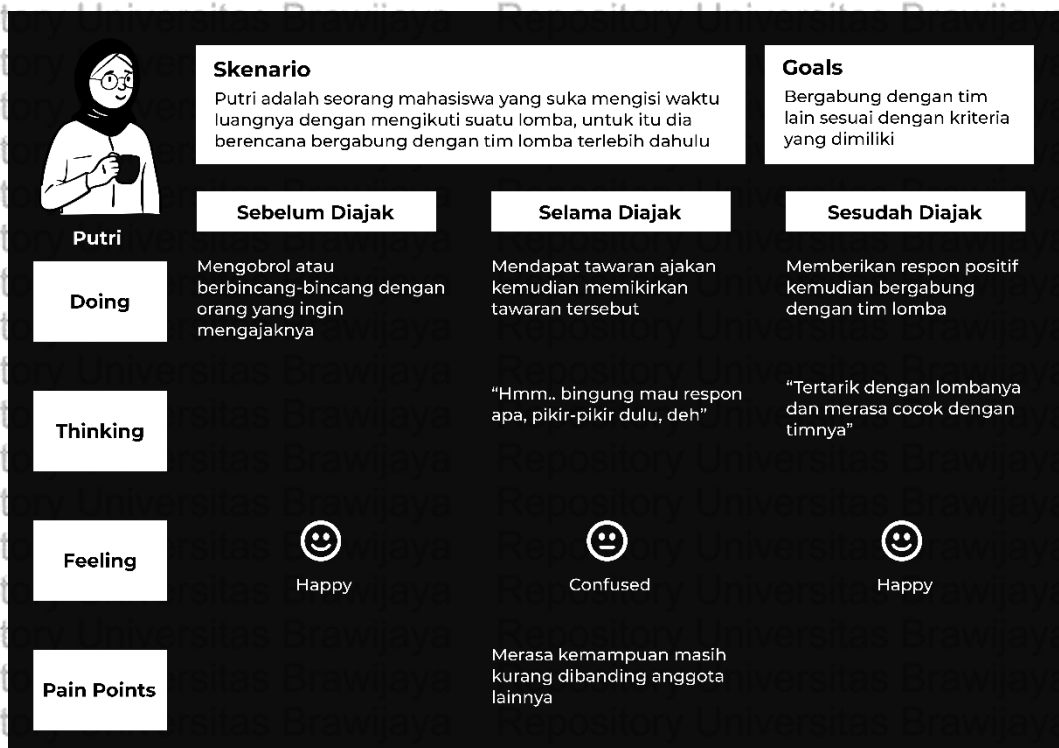 Skenario
Putri adalah seorang mahasiswa yang suka mengisi waktu
luangnya dengan mengikuti suatu lomba, untuk itu dia
berencana bergabung dengan tim lomba terlebih dahulu
Goals
Bergabung dengan tim
lain sesuai dengan kriteria
yang dimiliki
Putri
Sebelum Diajak
Selama Diajak
Sesudah Diajak
Doing
Mengobrol atau
berbincang-bincang dengan
orang yang ingin
mengajaknya
Mendapat tawaran ajakan
kemudian memikirkan
tawaran tersebut
Memberikan respon positif
kemudian bergabung
dengan tim lomba
Thinking
“Hmm.. bingung mau respon
apa, pikir-pikir dulu, deh”
“Tertarik dengan lombanya
dan merasa cocok dengan
timnya”
Feeling
Happy
Confused
Happy
Pain Points
Merasa kemampuan masih
kurang dibanding anggota
lainnya
Repository Universitas Brawijaya